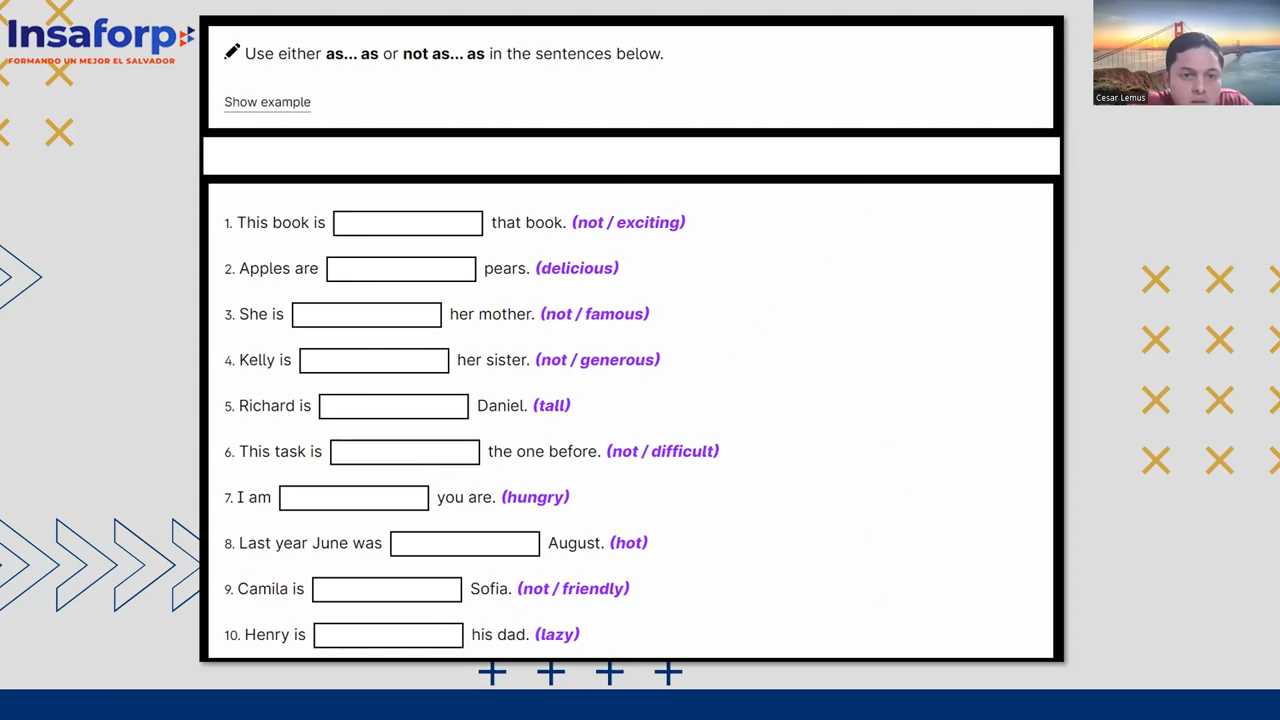 Insaforp
FORMANDO UN MEJOR EL SALVADOR
Use either as... as or not as... as in the sentences below.
Show example
Cesar Lemus
1. This book is that book. (not / exciting)
2. Apples are pears. (delicious)
3. She is her mother. (not / famous)
4. Kelly is her sister. (not / generous)
5. Richard is Daniel. (tall)
6. This task is the one before. (not / difficult)
7. I am you are. (hungry)
8. Last year June was August. (hot)
9. Camila is Sofia. (not / friendly)
10. Henry is his dad. (lazy)